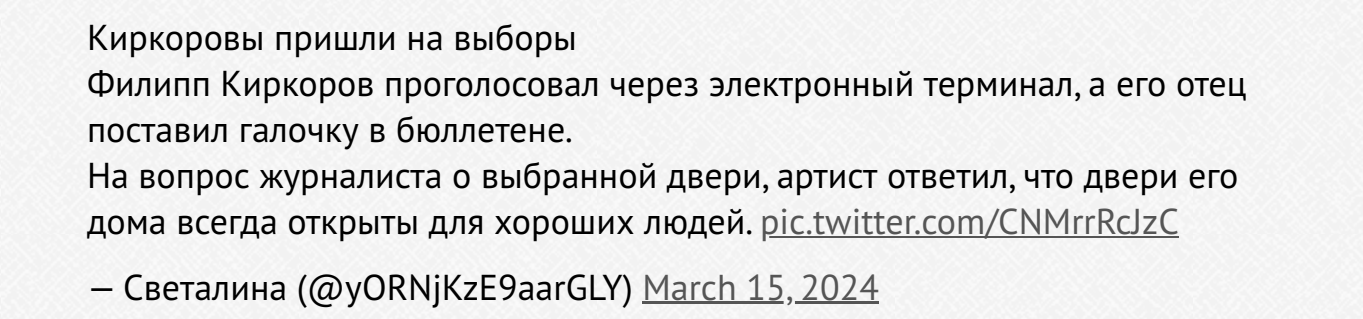 Киркоровы пришли на выборы
Филипп Киркоров проголосовал через электронный терминал, а его отец
поставил галочку в бюллетене.
На вопрос журналиста о выбранной двери, артист ответил, что двери его
дома всегда открыты для хороших людей. pic.twitter.com/CNMrrRcJzC
— Светалина (@yORNjKzE9aarGLY) March 15, 2024